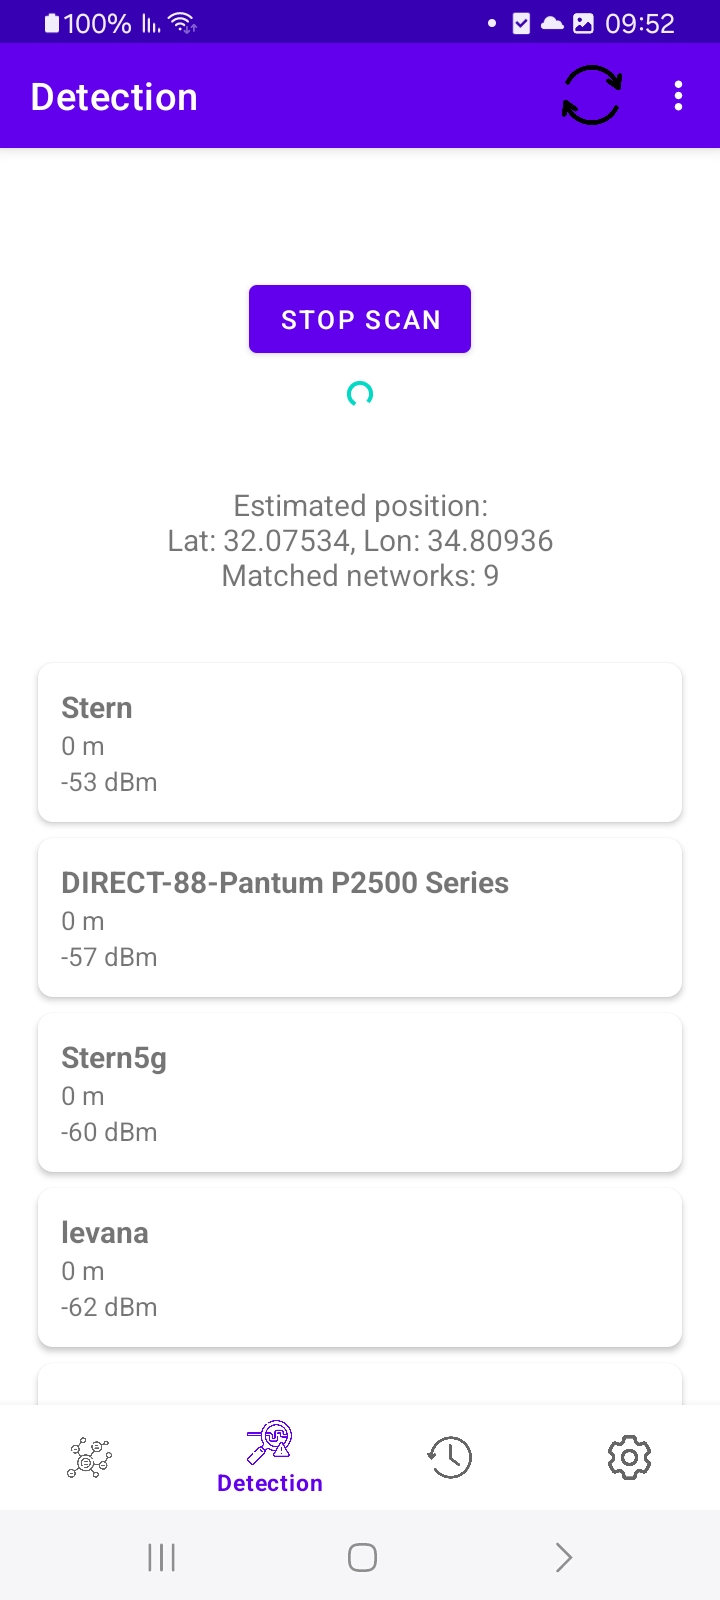 100%
09:52
Detection
STOP SCAN
Estimated position:
Lat: 32.07534, Lon: 34.80936
Matched networks: 9
Stern
0 m
-53 dBm
DIRECT-88-Pantum P2500 Series
0 m
-57 dBm
Stern5g
0 m
-60 dBm
levana
0 m
-62 dBm
Detection